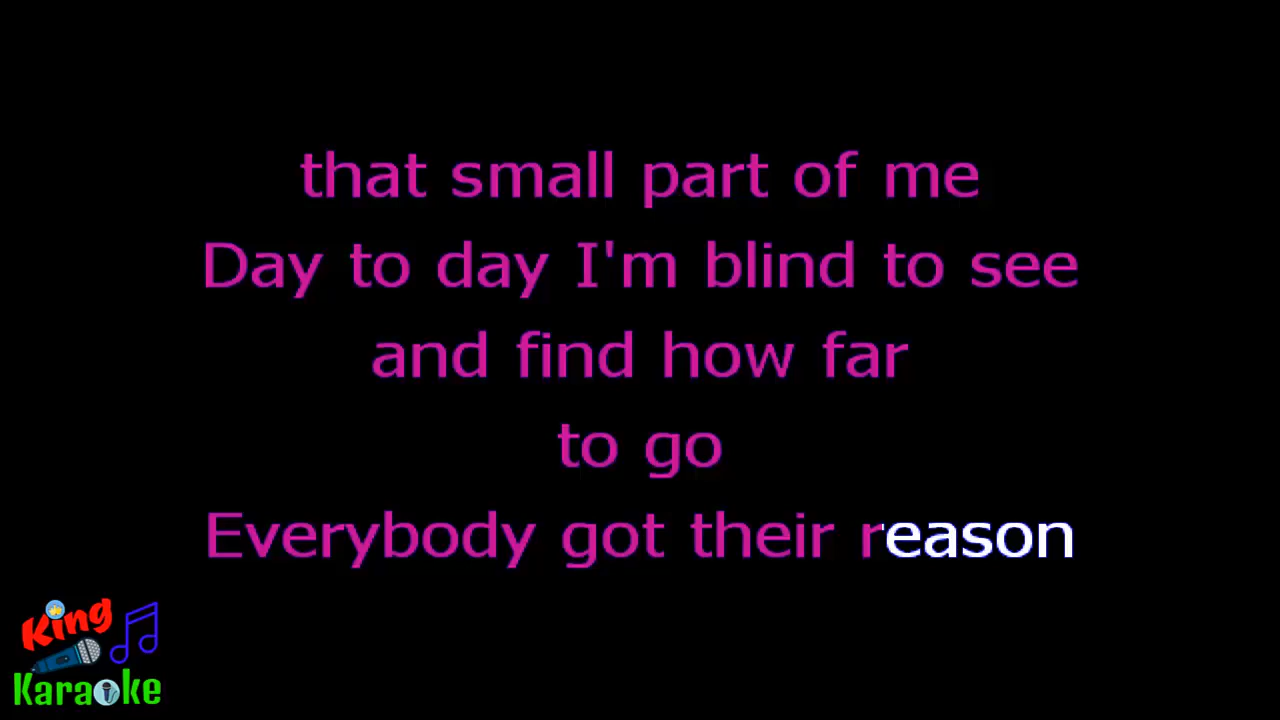 that small part of me
Day to day I'm blind to see
and find how far
to go
Everybody got their reason
King
Karaoke